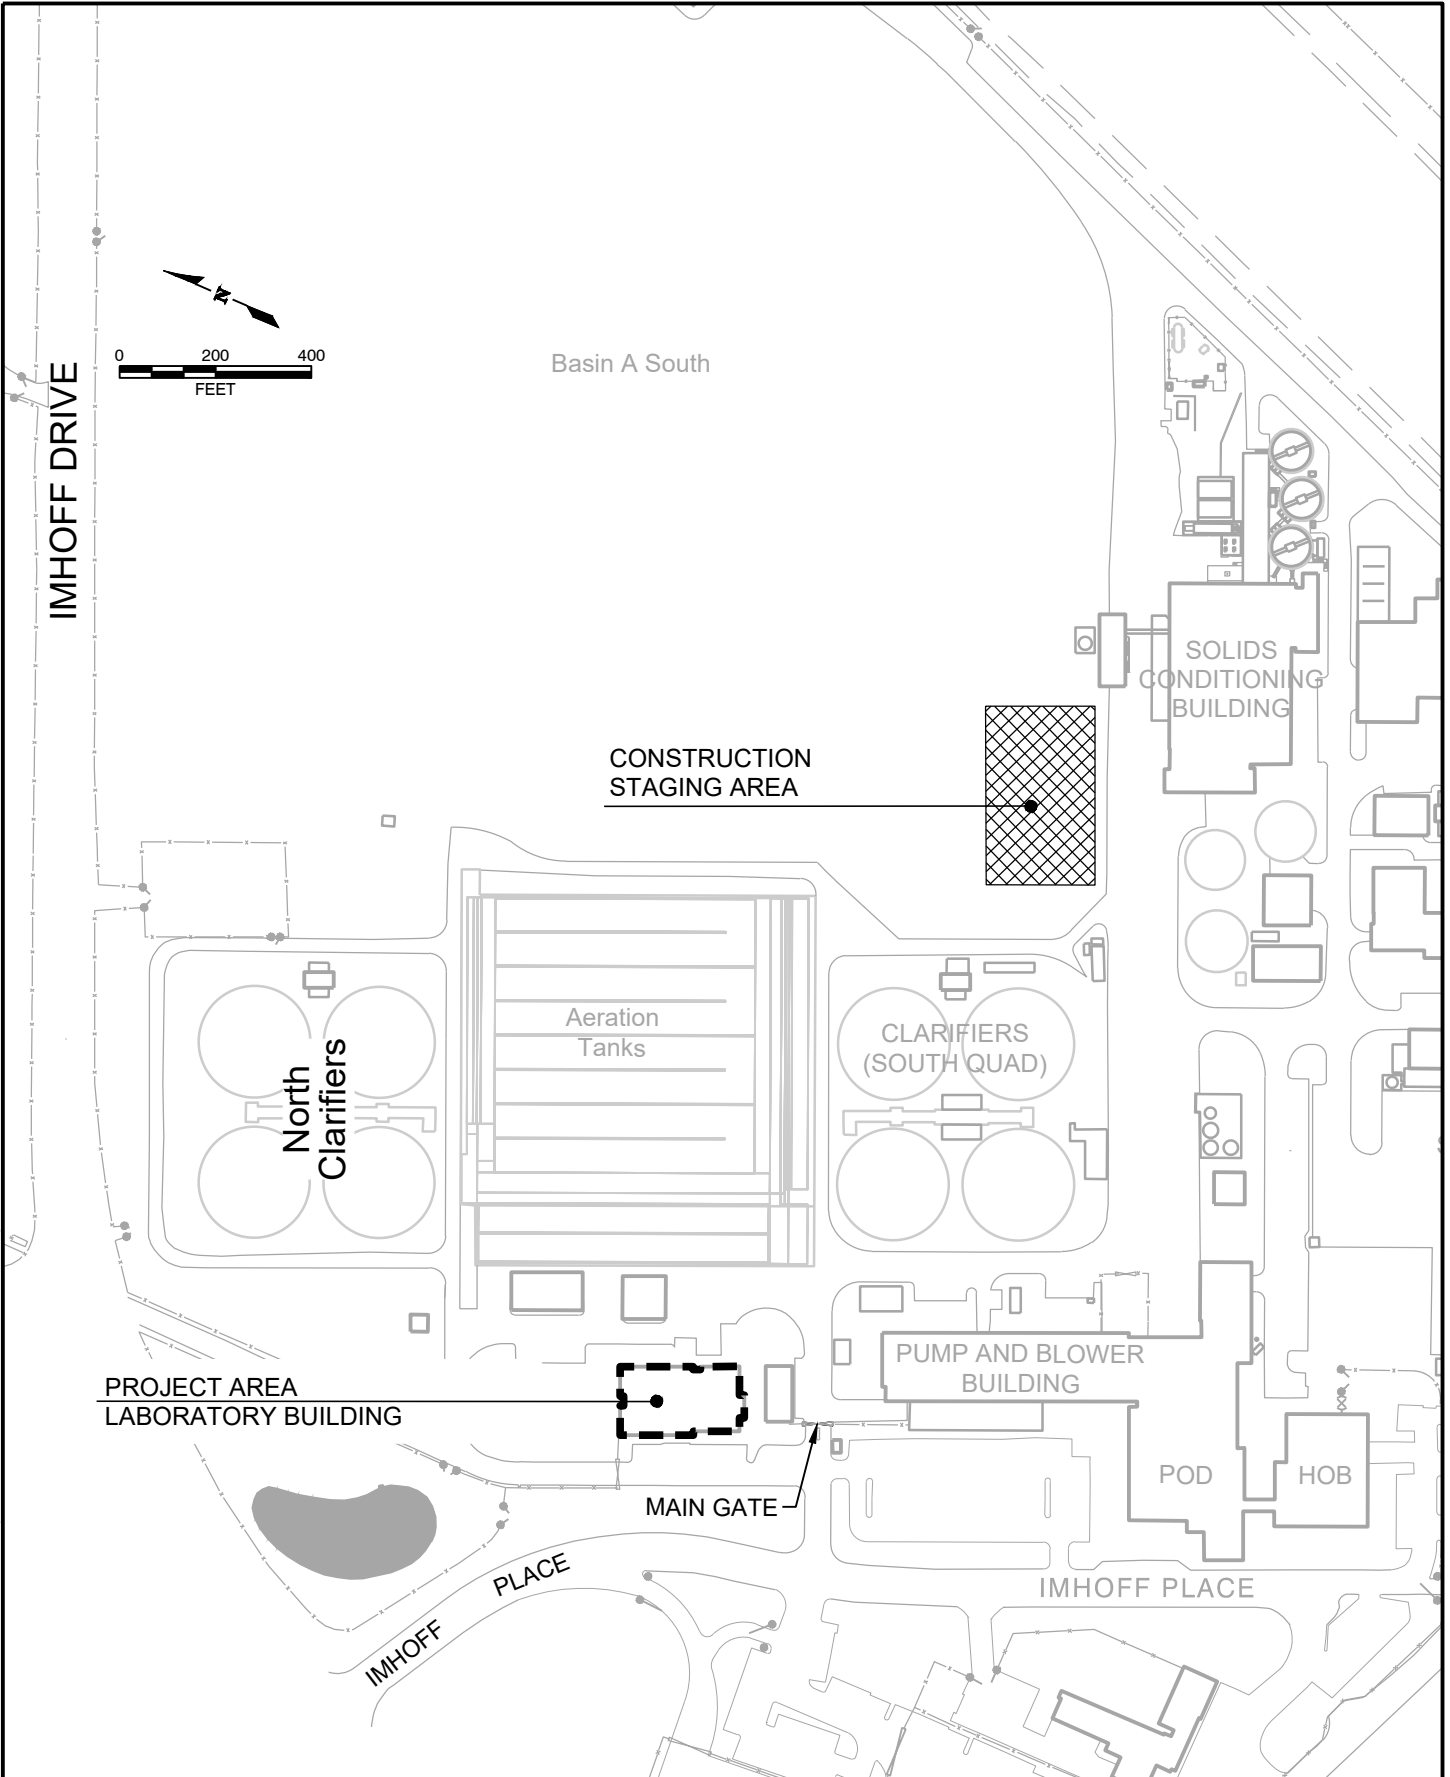 N
0 200 400
FEET
Basin A South
IMHOFF DRIVE
SOLIDS
CONDITIONING
BUILDING
CONSTRUCTION
STAGING AREA
Aeration
Tanks
CLARIFIERS
(SOUTH QUAD)
North
Clarifiers
PUMP AND BLOWER
BUILDING
PROJECT AREA
LABORATORY BUILDING
POD
HOB
MAIN GATE
IMHOFF PLACE
IMHOFF PLACE